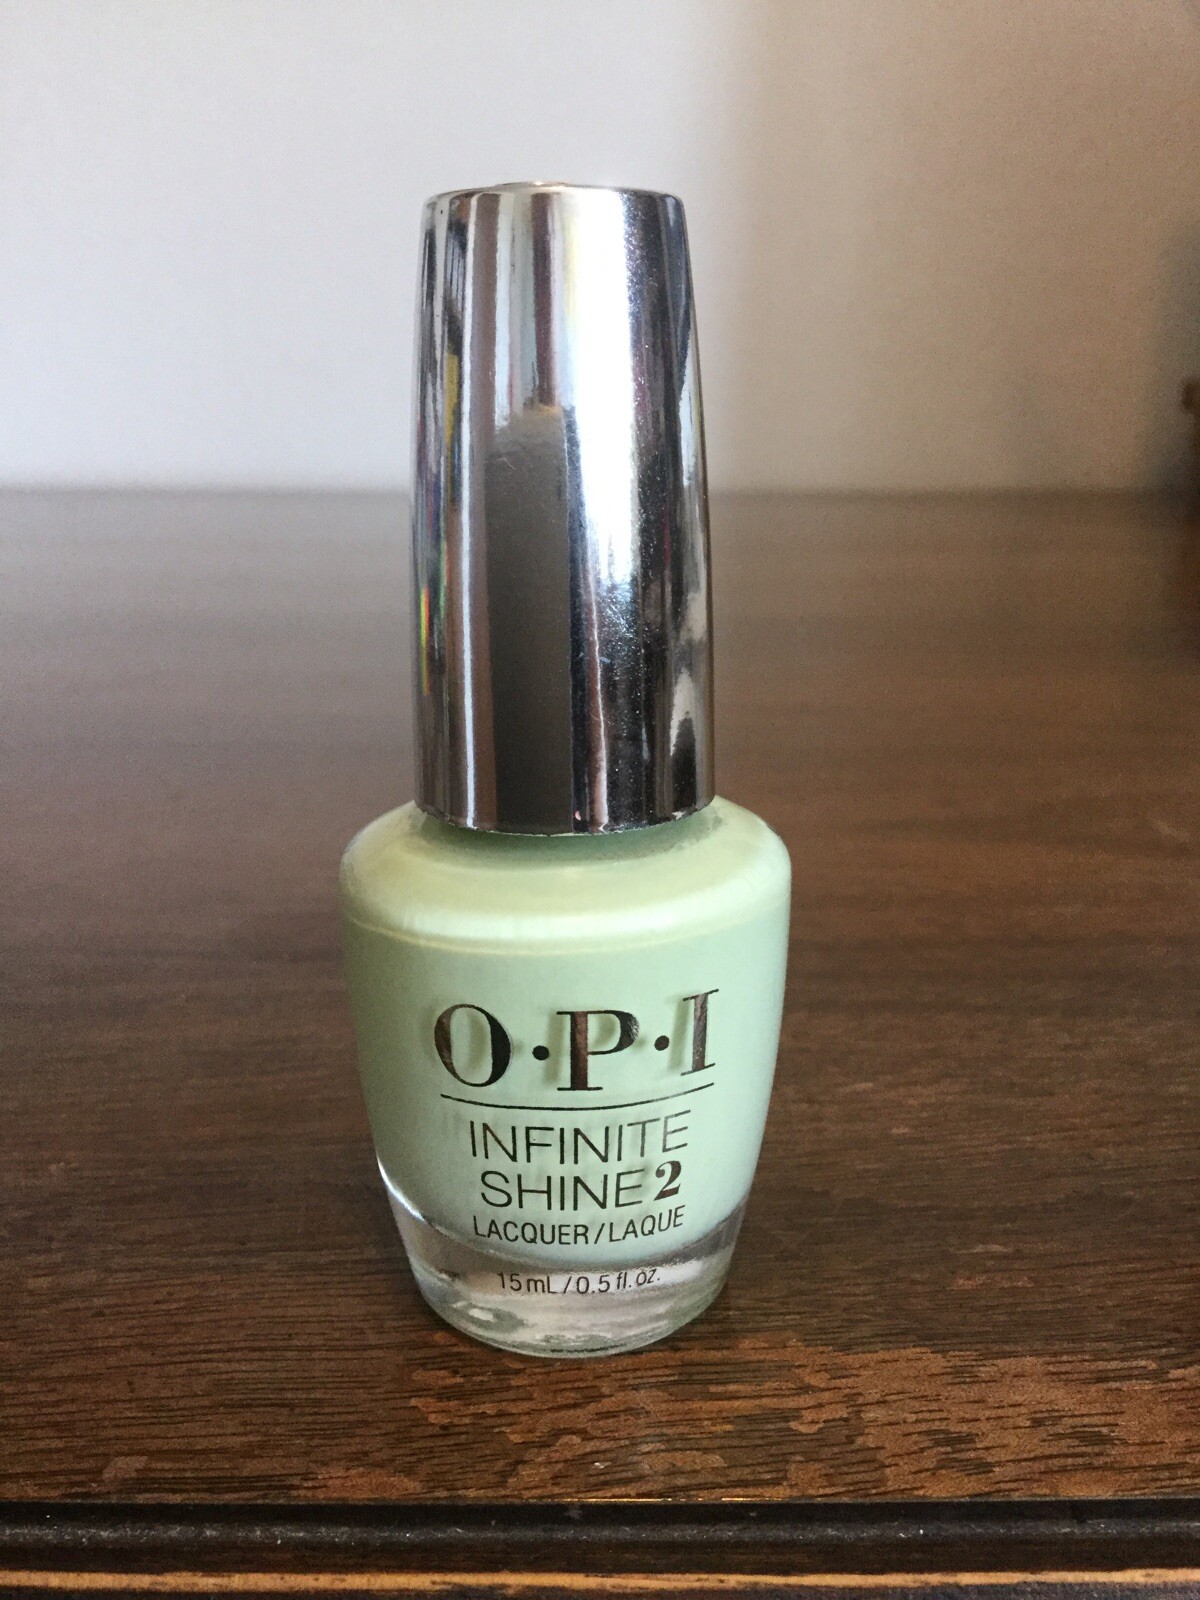 O·P·I
INFINITE
SHINE 2
LACQUER/LAQUE
15 mL/0.5 fl. oz.